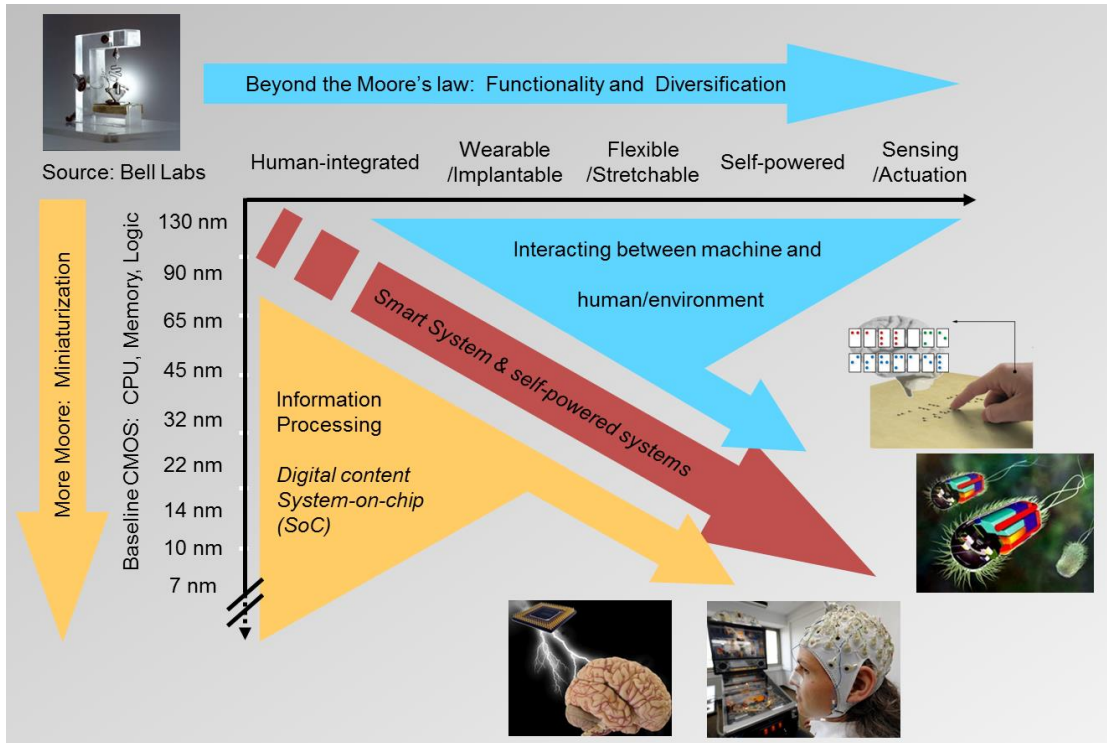 Beyond the Moore's law: Functionality and Diversification
Source: Bell Labs
Human-integrated
Wearable
/Implantable
Flexible
/Stretchable
Self-powered
Sensing
/Actuation
More Moore: Miniaturization
Baseline CMOS: CPU, Memory, Logic
130 nm
90 nm
65 nm
45 nm
32 nm
22 nm
14 nm
10 nm
7 nm
Interacting between machine and
human/environment
Smart System & self-powered systems
Information
Processing
Digital content
System-on-chip
(SoC)